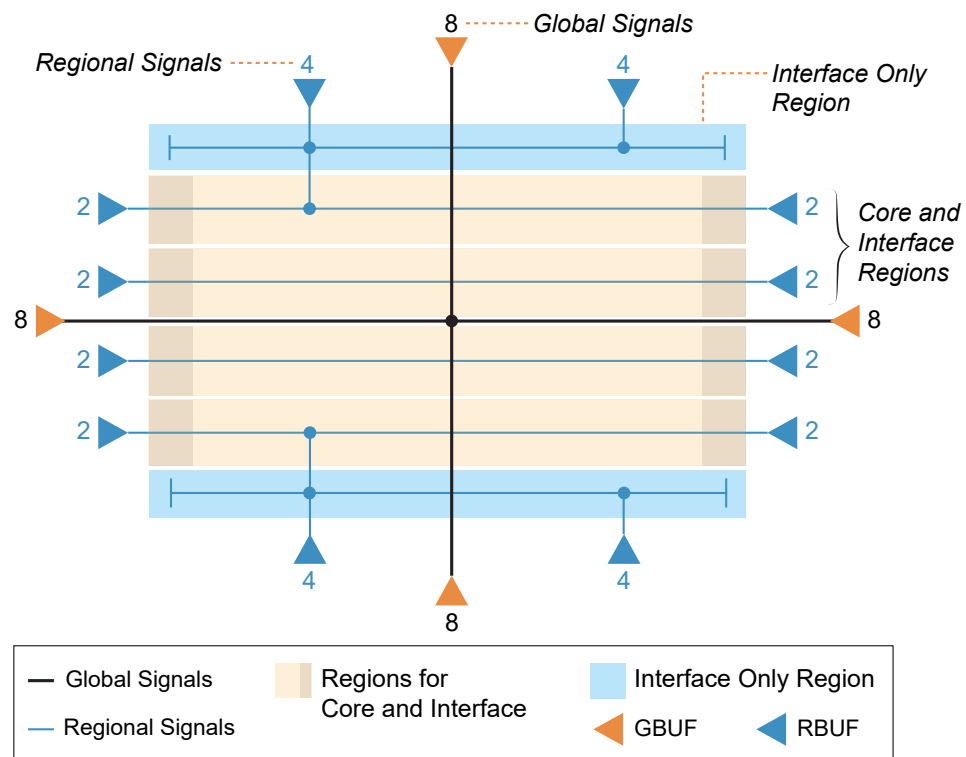 8
Global Signals
Regional Signals
4
4
Interface Only
Region
2
2
Core and
Interface
Regions
2
2
8
8
2
2
2
2
4
4
8
Global Signals
Regional Signals
Regions for
Core and Interface
Interface Only Region
GBUF
RBUF